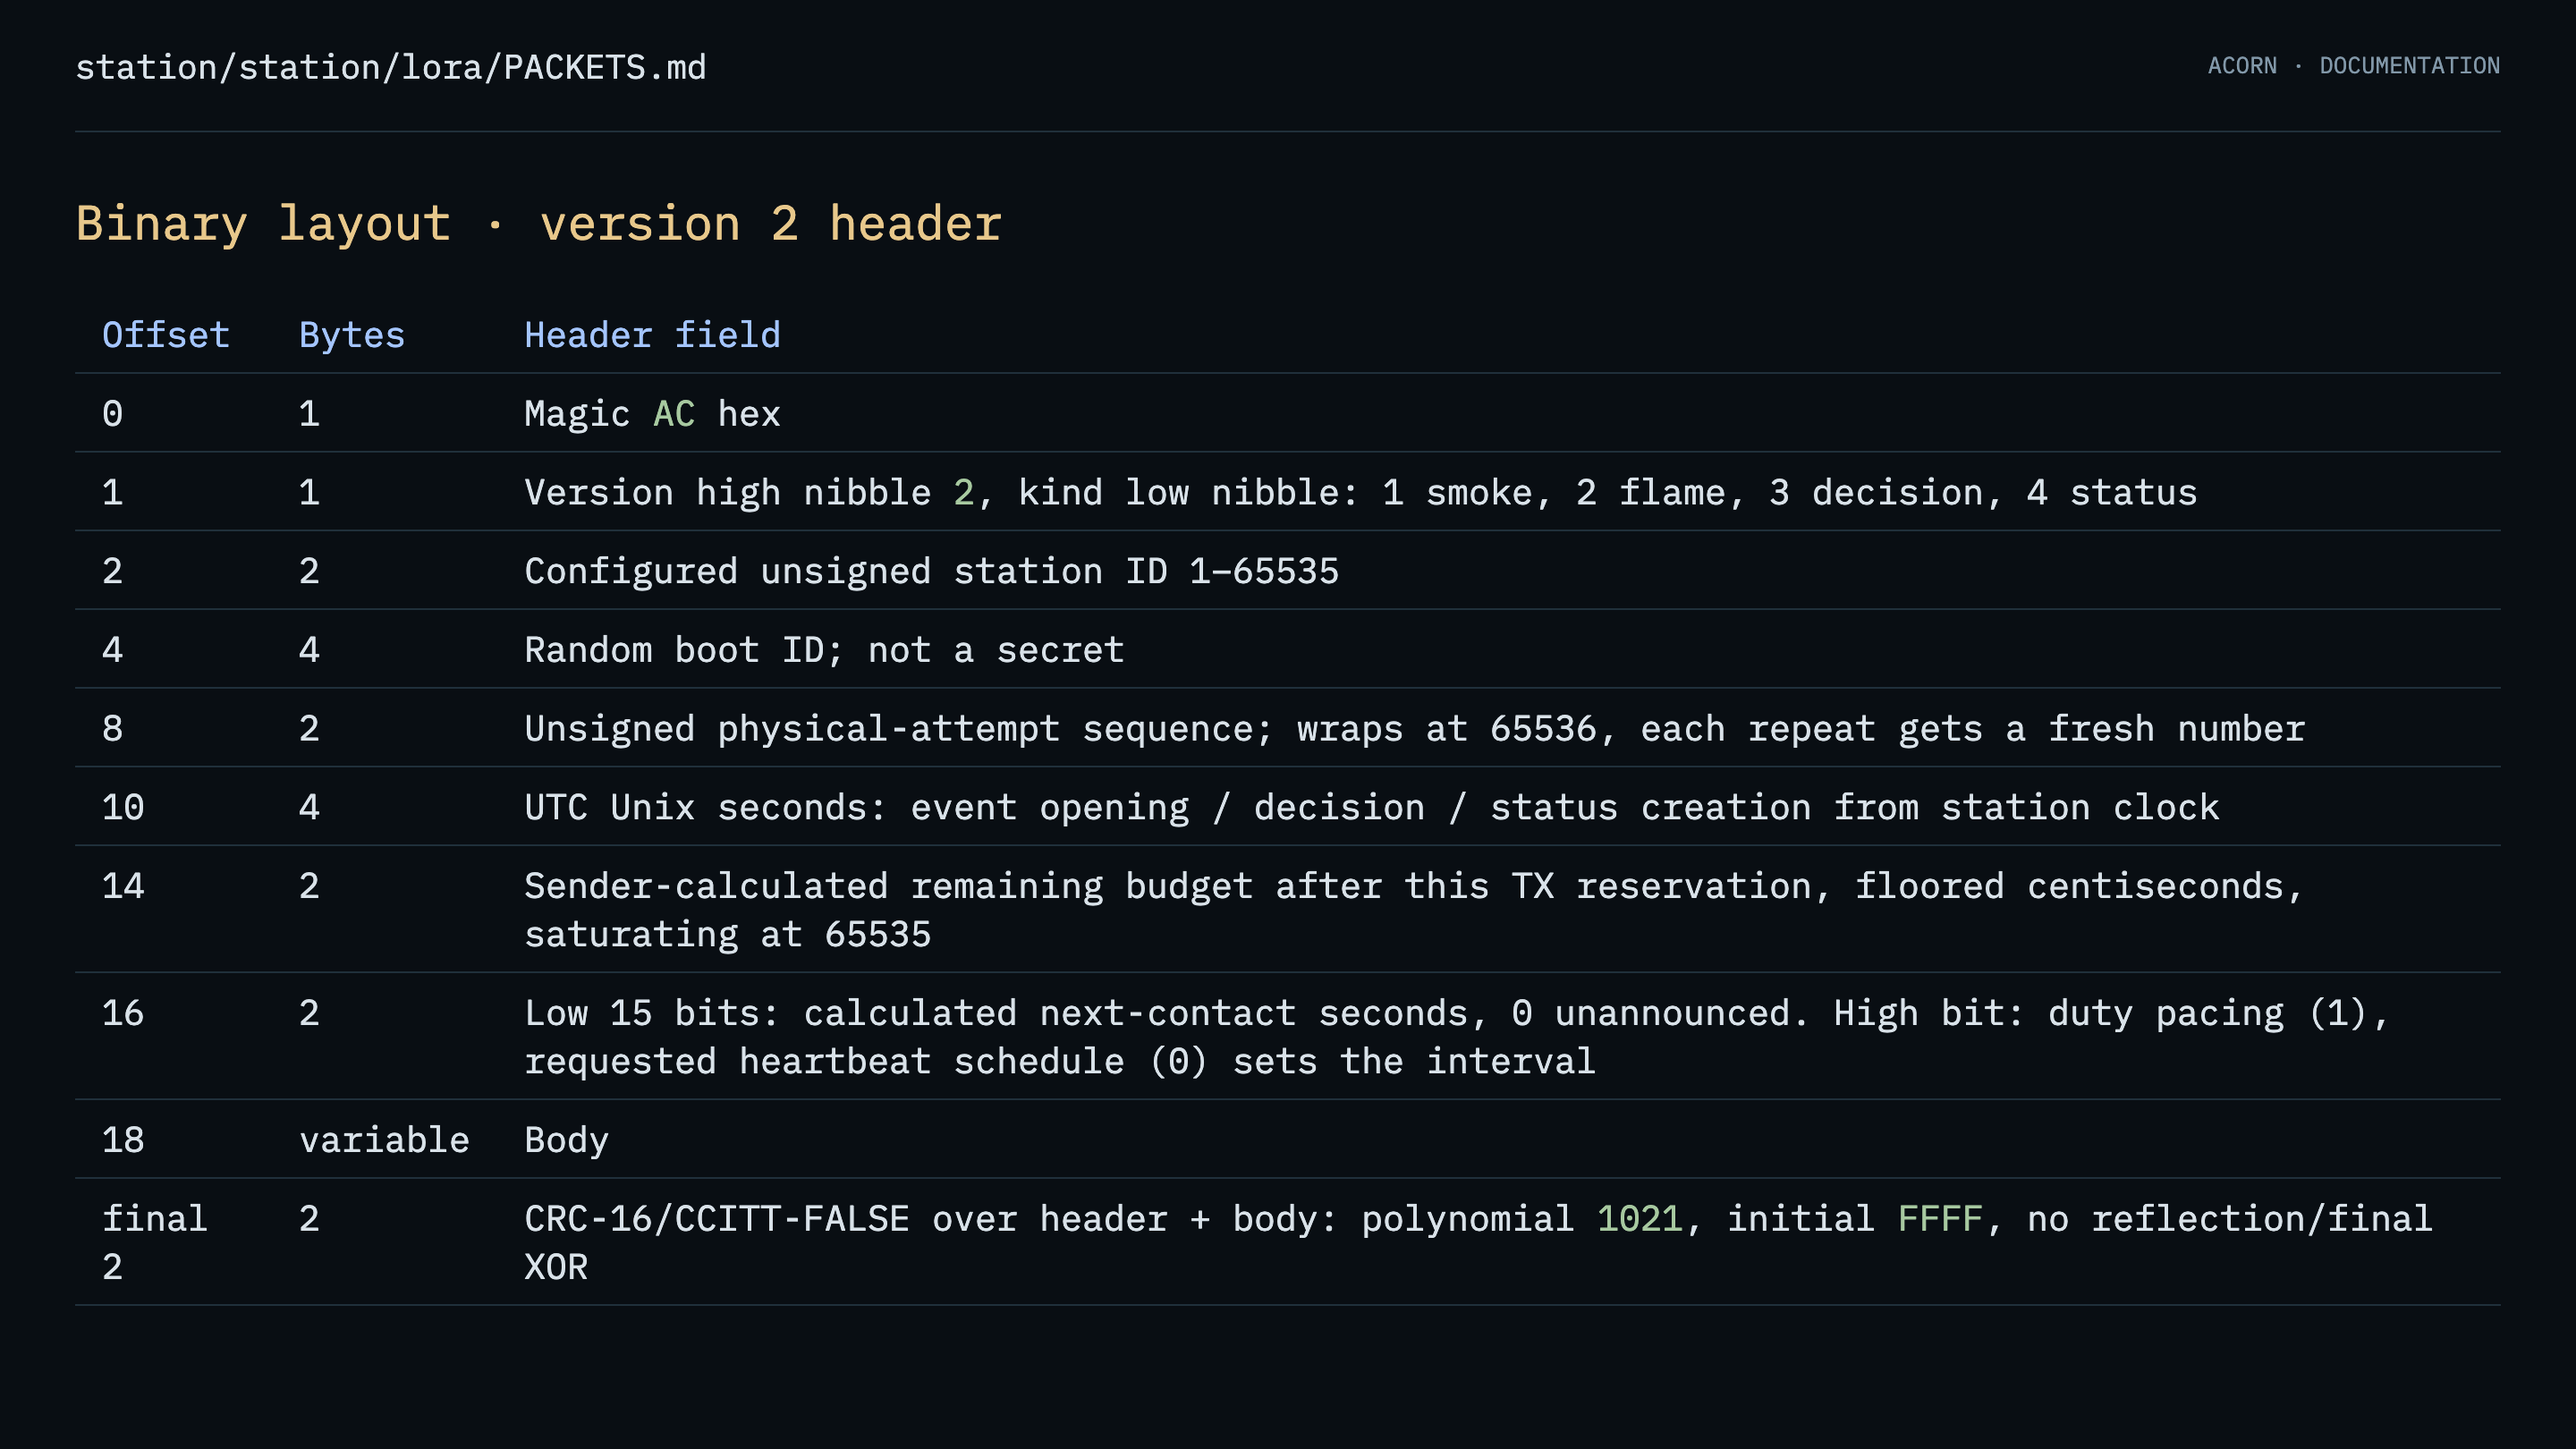 station/station/lora/PACKETS.md
ACORN · DOCUMENTATION
Binary layout · version 2 header
Offset Bytes Header field
0 1 Magic AC hex
1 1 Version high nibble 2, kind low nibble: 1 smoke, 2 flame, 3 decision, 4 status
2 2 Configured unsigned station ID 1–65535
4 4 Random boot ID; not a secret
8 2 Unsigned physical-attempt sequence; wraps at 65536, each repeat gets a fresh number
10 4 UTC Unix seconds: event opening / decision / status creation from station clock
14 2 Sender-calculated remaining budget after this TX reservation, floored centiseconds,
saturating at 65535
16 2 Low 15 bits: calculated next-contact seconds, 0 unannounced. High bit: duty pacing (1),
requested heartbeat schedule (0) sets the interval
18 variable Body
final 2 CRC-16/CCITT-FALSE over header + body: polynomial 1021, initial FFFF, no reflection/final
2 XOR